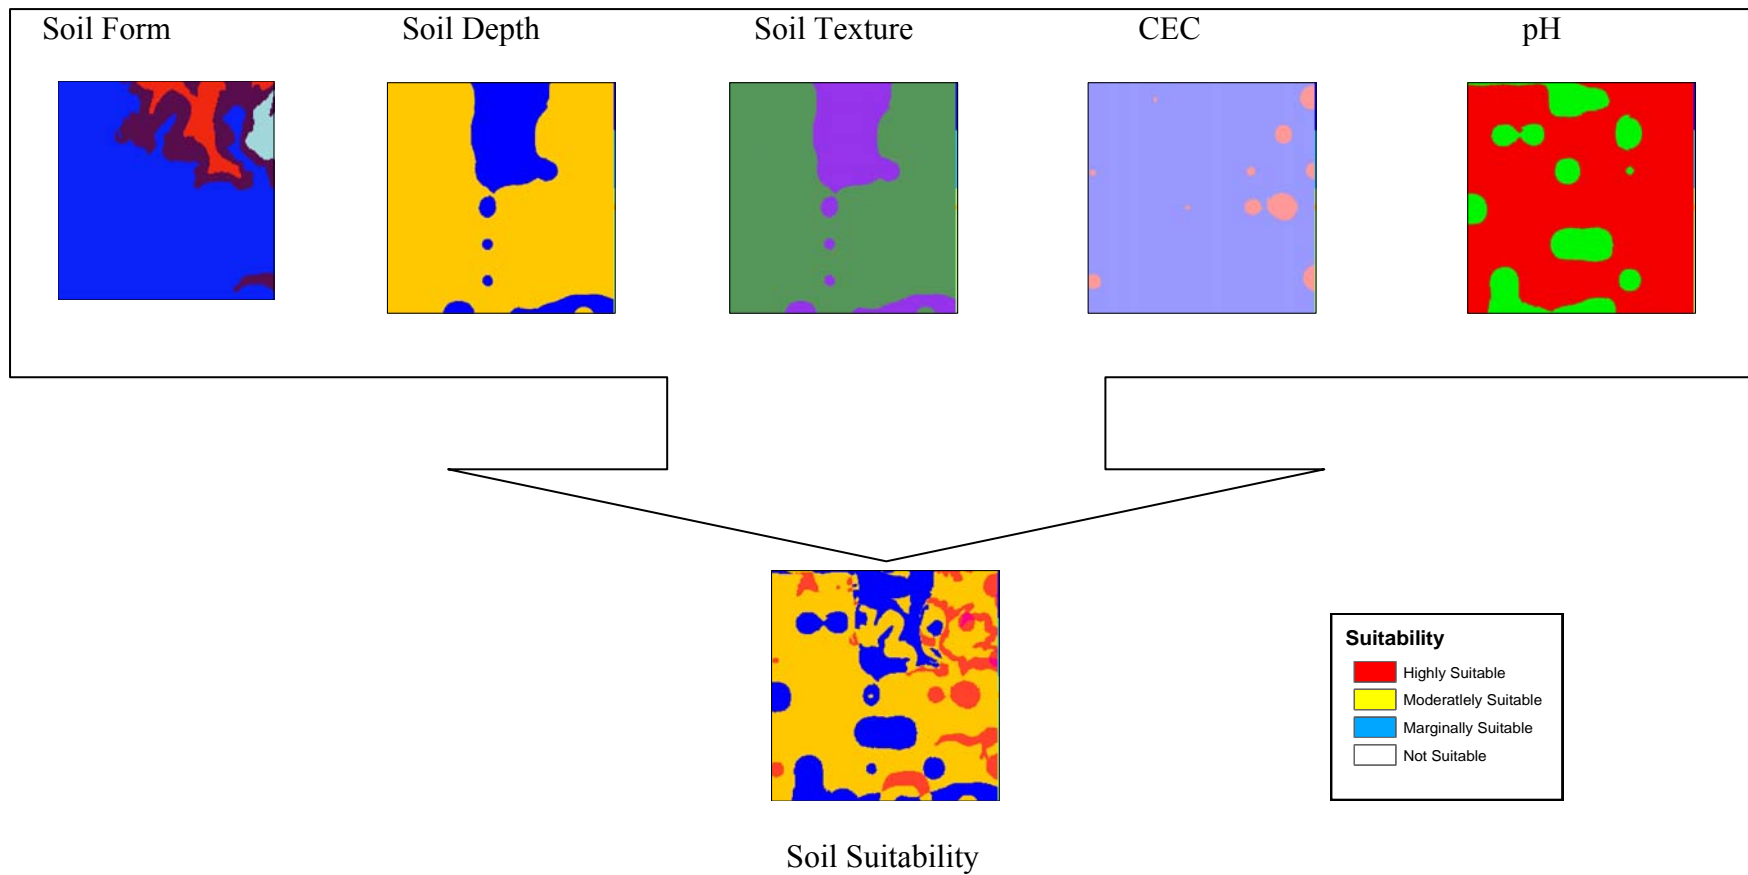 Soil Form Soil Depth Soil Texture CEC pH
Suitability
Highly Suitable
Moderatlely Suitable
Marginally Suitable
Not Suitable
Soil Suitability